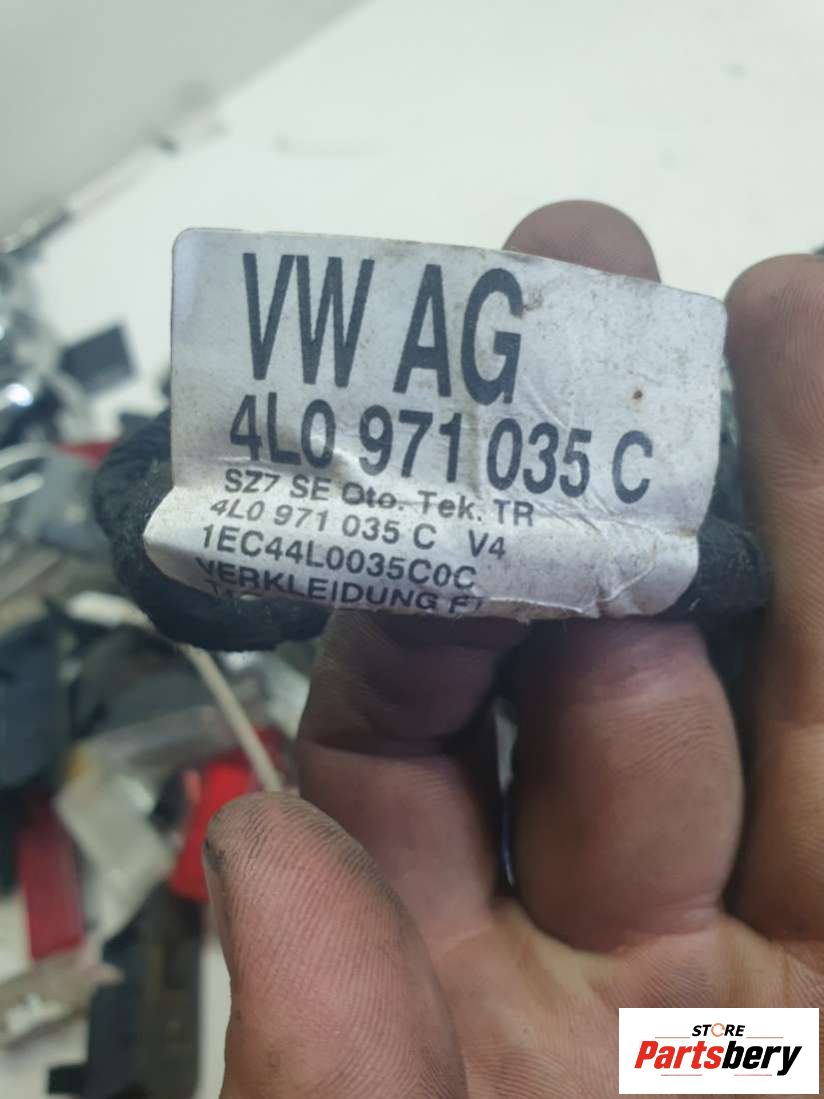 VW AG
4L0 971 035 C
SZ7 SE Oto. Tek. TR
4L0 971 035 C V4
1EC44L0035C0C
VERKLEIDUNG
STORE
Partsbery